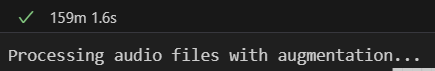 159m 1.6s
Processing audio files with augmentation...